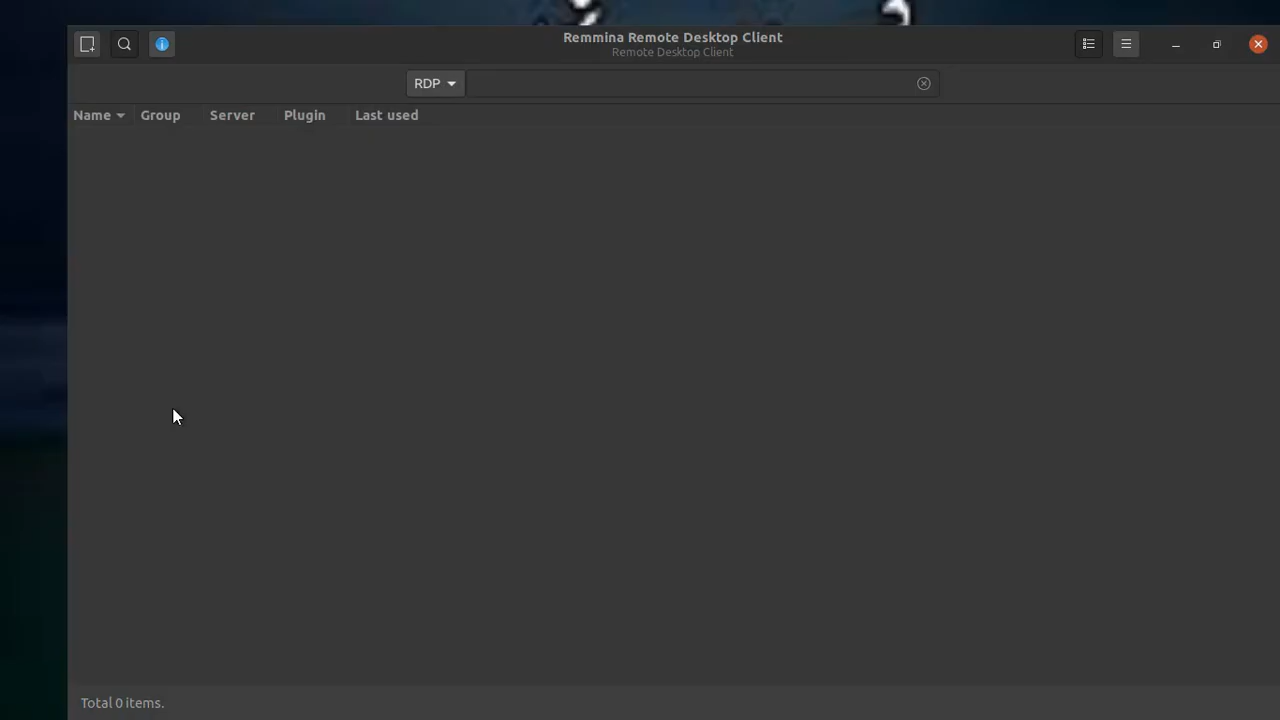 Remmina Remote Desktop Client
Remote Desktop Client
RDP
Name Group Server Plugin Last used
Total 0 items.